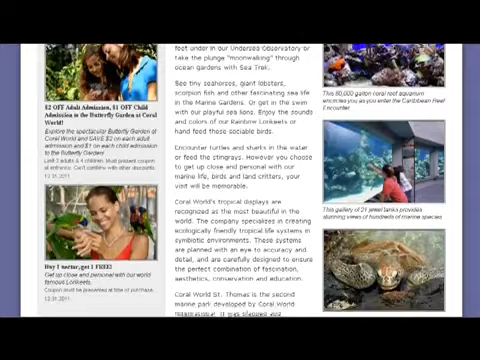 $2 OFF Adult Admission, $1 OFF Child
Admission to the Butterfly Garden at Coral
World!
Explore the spectacular Butterfly Garden at
Coral World and SAVE $2 on each adult
admission and $1 on each child admission
to the Butterfly Garden
Limit 2 adults & 4 children. Must present coupon
at entrance. Can't combine with other discounts.
12.31.2011
Buy 1 nectar, get 1 FREE!
Get up close and personal with our world
famous Lorikeets.
Coupon must be presented at time of purchase.
12.31.2011
feet under in our Undersea Observatory or
take the plunge "moonwalking" through
ocean gardens with Sea Trek.
See tiny seahorses, giant lobsters,
scorpion fish and other fascinating sea life
in the Marine Gardens. Or get in the swim
with our playful sea lions. Enjoy the sounds
and colors of our Rainbow Lorikeets or
hand feed these sociable birds.
Encounter turtles and sharks in the water
or feed the stingrays. However you choose
to get up close and personal with our
marine life, birds and land critters, your
visit will be memorable.
Coral World's tropical displays are
recognized as the most beautiful in the
world. The company specializes in creating
ecologically friendly tropical life systems in
symbiotic environments. These systems
are planned with an eye to accuracy and
detail, and are carefully designed to ensure
the perfect combination of fascination,
aesthetics, conservation and education.
Coral World St. Thomas is the second
marine park developed by Coral World
This 80,000 gallon coral reef aquarium
encircles you as you enter the Caribbean Reef
Encounter.
This gallery of 21 jewel tanks provides
stunning views of hundreds of marine species